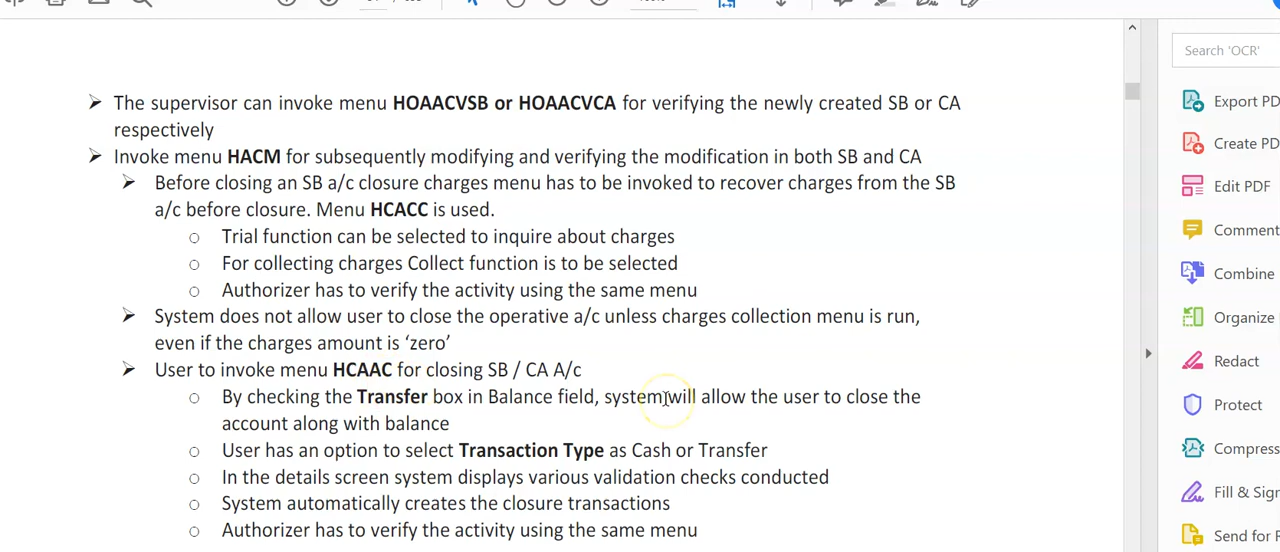 ➢ The supervisor can invoke menu HOAACVSB or HOAACVCA for verifying the newly created SB or CA
respectively
➢ Invoke menu HACM for subsequently modifying and verifying the modification in both SB and CA
➢ Before closing an SB a/c closure charges menu has to be invoked to recover charges from the SB
a/c before closure. Menu HCACC is used.
○ Trial function can be selected to inquire about charges
○ For collecting charges Collect function is to be selected
○ Authorizer has to verify the activity using the same menu
➢ System does not allow user to close the operative a/c unless charges collection menu is run,
even if the charges amount is ‘zero’
➢ User to invoke menu HCAAC for closing SB / CA A/c
○ By checking the Transfer box in Balance field, system will allow the user to close the
account along with balance
○ User has an option to select Transaction Type as Cash or Transfer
○ In the details screen system displays various validation checks conducted
○ System automatically creates the closure transactions
○ Authorizer has to verify the activity using the same menu
Search 'OCR'
Export PD
Create PD
Edit PDF
Comment
Combine
Organize
Redact
Protect
Compress
Fill & Sign
Send for